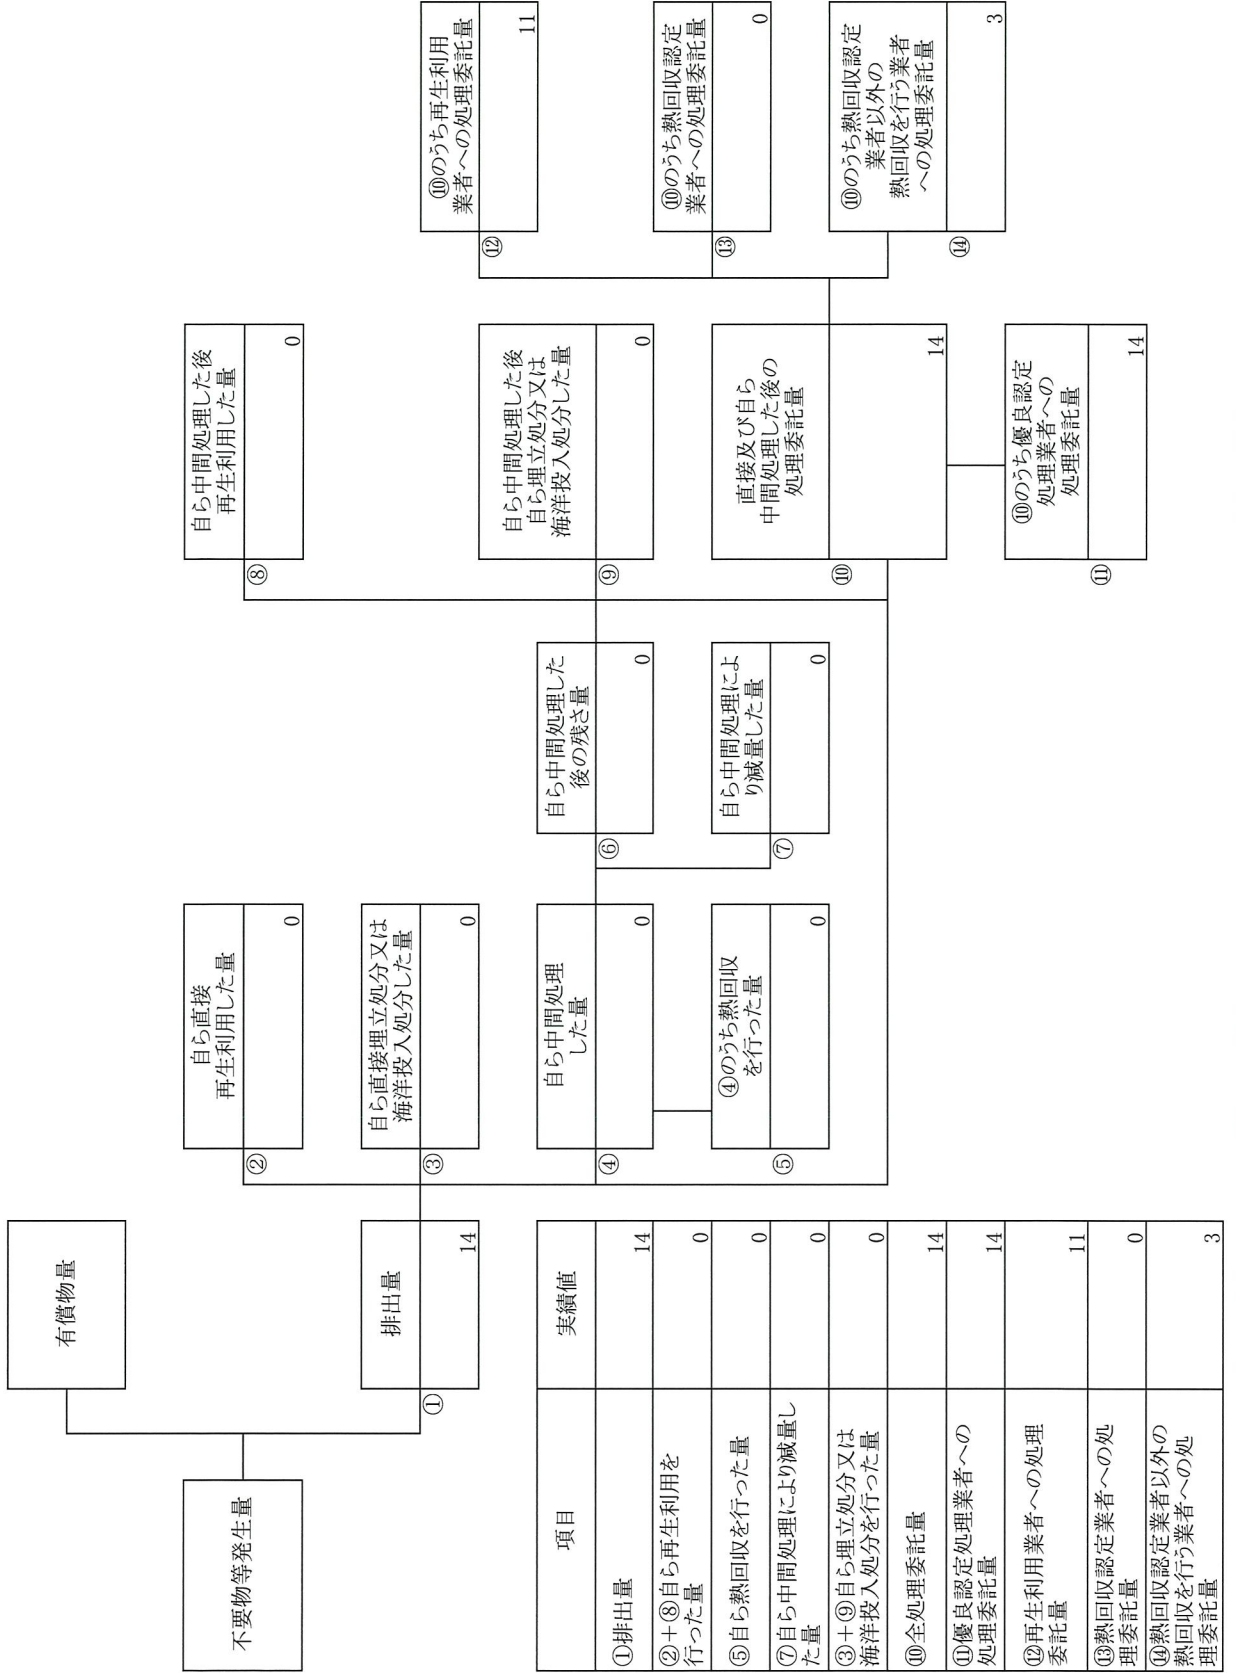 有償物量
不要物等発生量
排出量
①
14
自ら直接
再生利用した量
②
0
自ら直接埋立処分又は
海洋投入処分した量
③
0
自ら中間処理
した量
④
0
④のうち熱回収
を行った量
⑤
0
自ら中間処理した
後の残さ量
⑥
0
自ら中間処理によ
り減量した量
⑦
0
自ら中間処理した後
再生利用した量
⑧
0
自ら中間処理した後
自ら埋立処分又は
海洋投入処分した量
⑨
0
直接及び自ら
中間処理した後の
処理委託量
⑩
14
⑩のうち優良認定
処理業者への
処理委託量
⑪
14
⑩のうち再生利用
業者への処理委託量
⑫
11
⑩のうち熱回収認定
業者への処理委託量
⑬
0
⑩のうち熱回収認定
業者以外の
熱回収を行う業者
への処理委託量
⑭
3
項目 実績値
①排出量 14
②+⑧自ら再生利用を
行った量 0
⑤自ら熱回収を行った量 0
⑦自ら中間処理により減量し
た量 0
③+⑨自ら埋立処分又は
海洋投入処分を行った量 0
⑩全処理委託量 14
⑪優良認定処理業者への
処理委託量 14
⑫再生利用業者への処理
委託量 11
⑬熱回収認定業者への処
理委託量 0
⑭熱回収認定業者以外の
熱回収を行う業者への処
理委託量 3